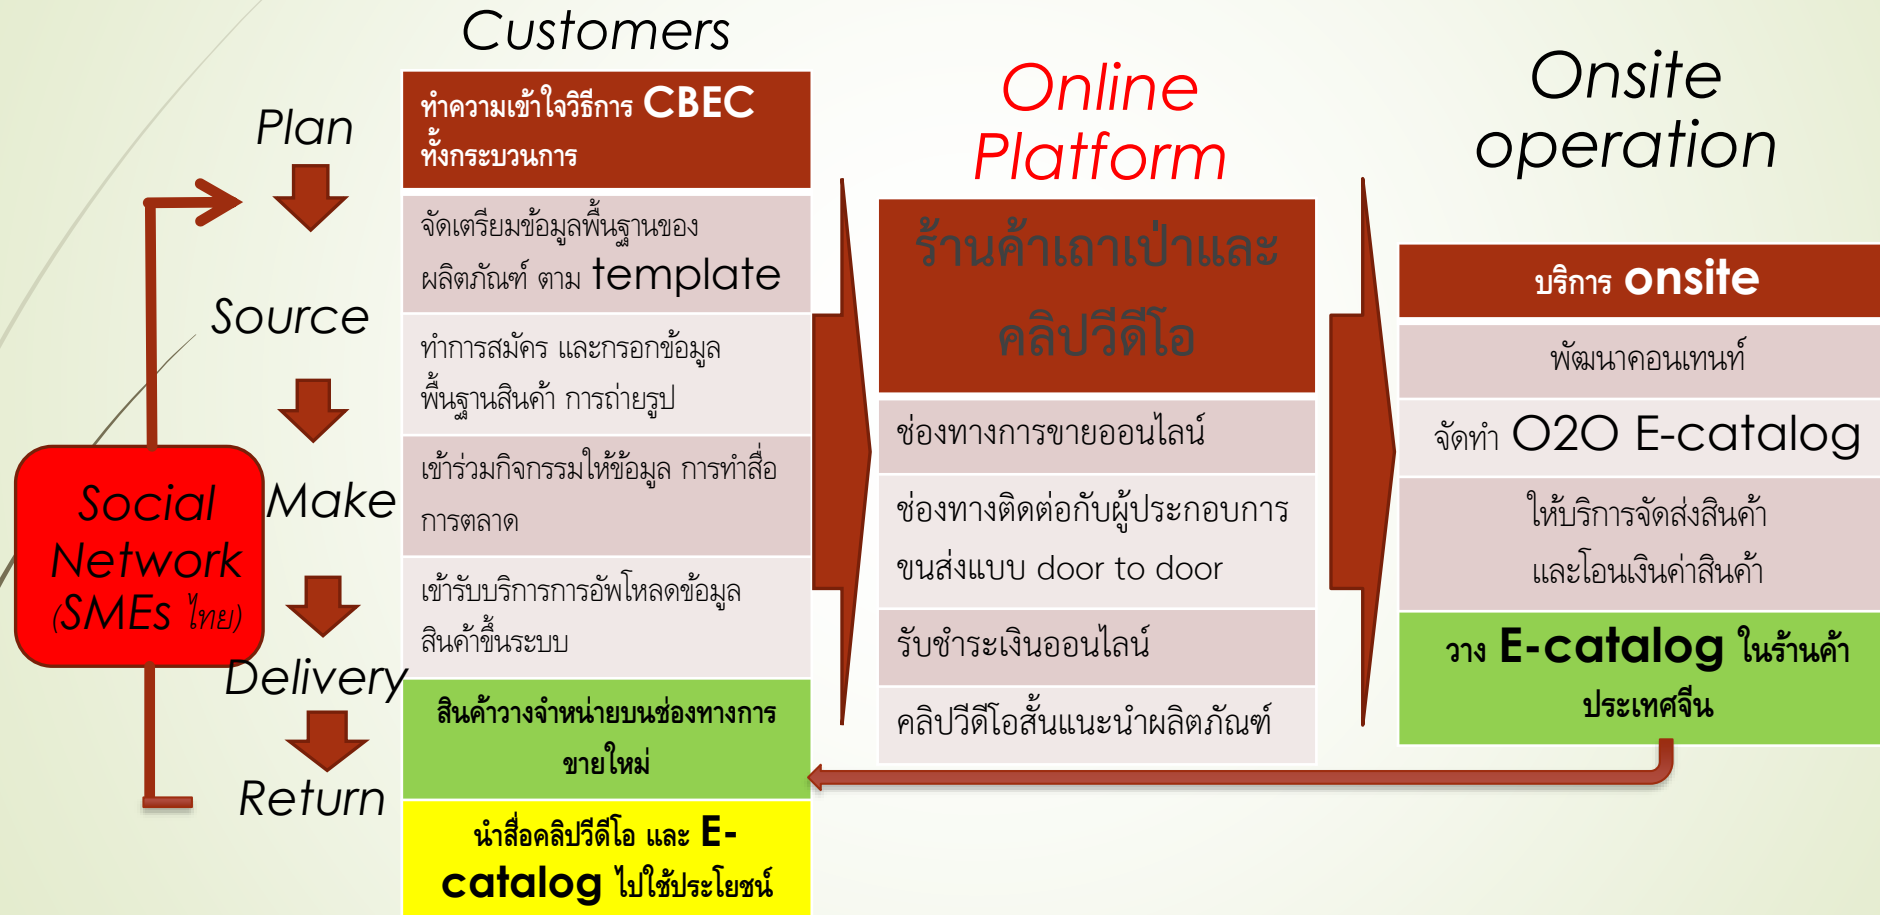 Customers
Plan
Source
Make
Delivery
Return
Social
Network
(SMEs ไทย)
ทำความเข้าใจวิธีการ CBEC
ทั้งกระบวนการ
จัดเตรียมข้อมูลพื้นฐานของ
ผลิตภัณฑ์ ตาม template
ทำการสมัคร และกรอกข้อมูล
พื้นฐานสินค้า การถ่ายรูป
เข้าร่วมกิจกรรมให้ข้อมูล การทำสื่อ
การตลาด
เข้ารับบริการการอัพโหลดข้อมูล
สินค้าขึ้นระบบ
สินค้าวางจำหน่ายบนช่องทางการ
ขายใหม่
นำสื่อคลิปวีดีโอ และ E-
catalog ไปใช้ประโยชน์
Online
Platform
ร้านค้าเถาเป่าและ
คลิปวีดีโอ
ช่องทางการขายออนไลน์
ช่องทางติดต่อกับผู้ประกอบการ
ขนส่งแบบ door to door
รับชำระเงินออนไลน์
คลิปวีดีโอสั้นแนะนำผลิตภัณฑ์
Onsite
operation
บริการ onsite
พัฒนาคอนเทนท์
จัดทำ O2O E-catalog
ให้บริการจัดส่งสินค้า
และโอนเงินค่าสินค้า
วาง E-catalog ในร้านค้า
ประเทศจีน